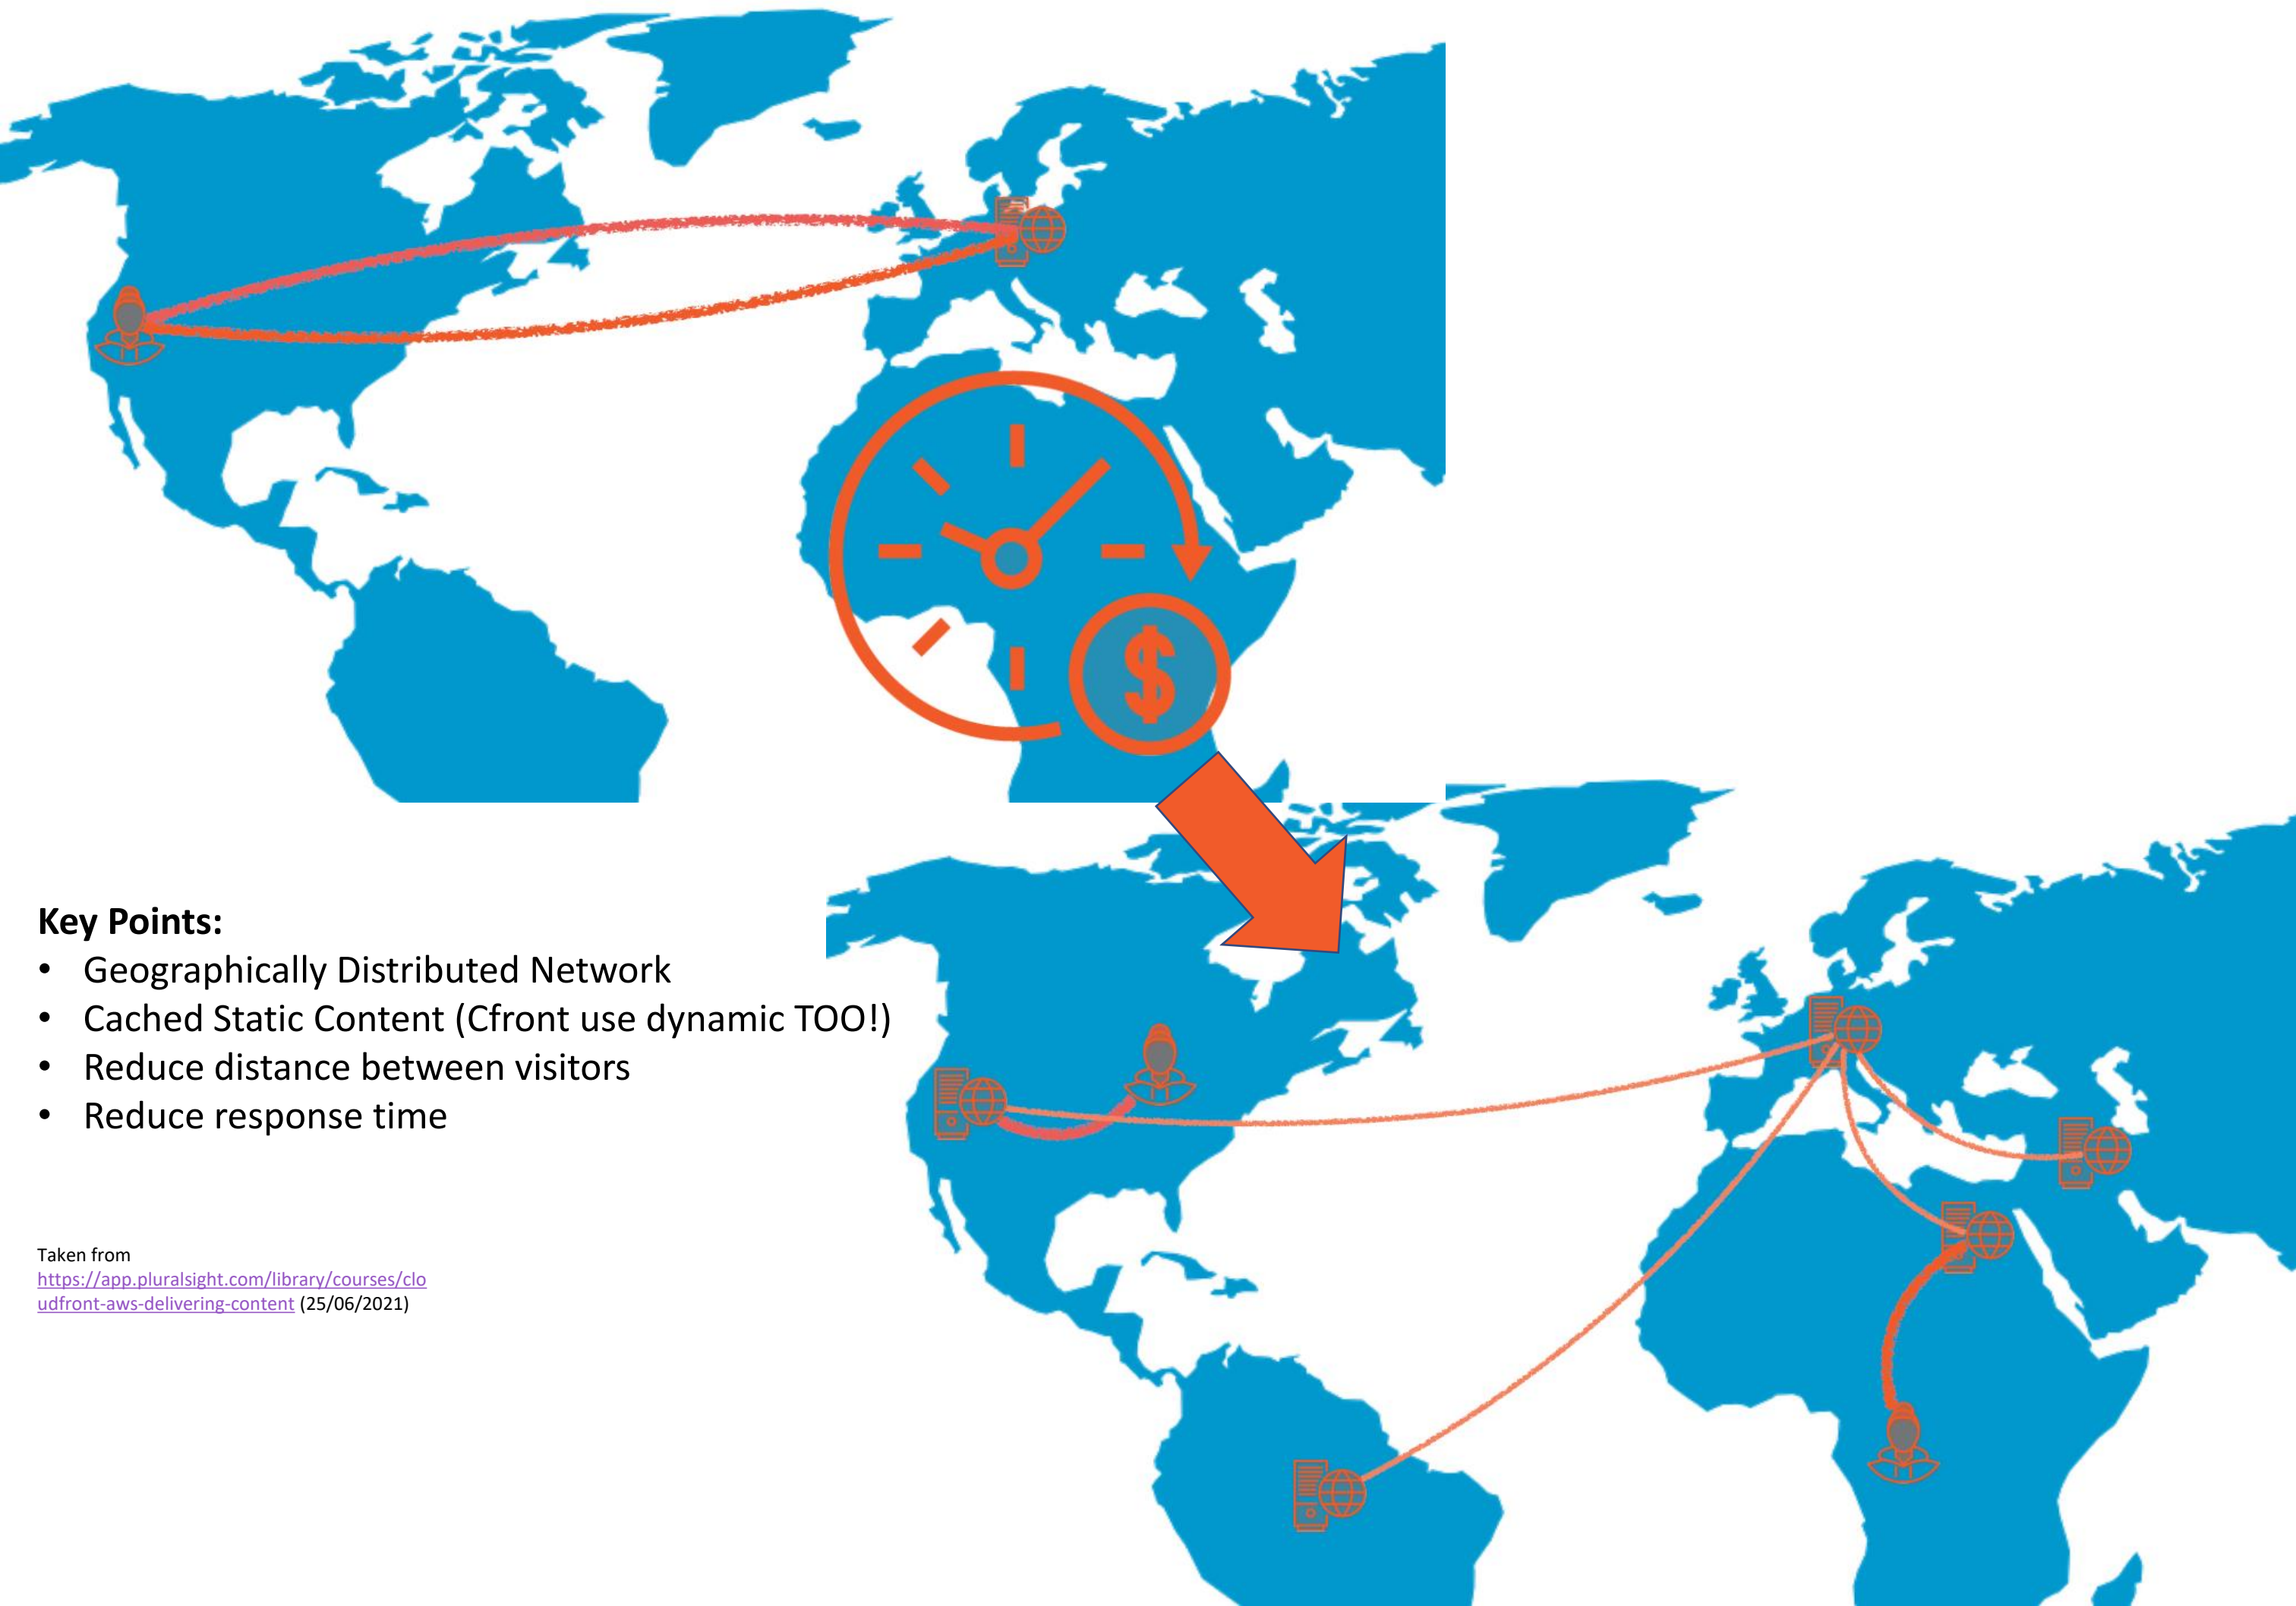 $
Key Points:
• Geographically Distributed Network
• Cached Static Content (Cfront use dynamic TOO!)
• Reduce distance between visitors
• Reduce response time
Taken from
https://app.pluralsight.com/library/courses/clo
udfront-aws-delivering-content (25/06/2021)